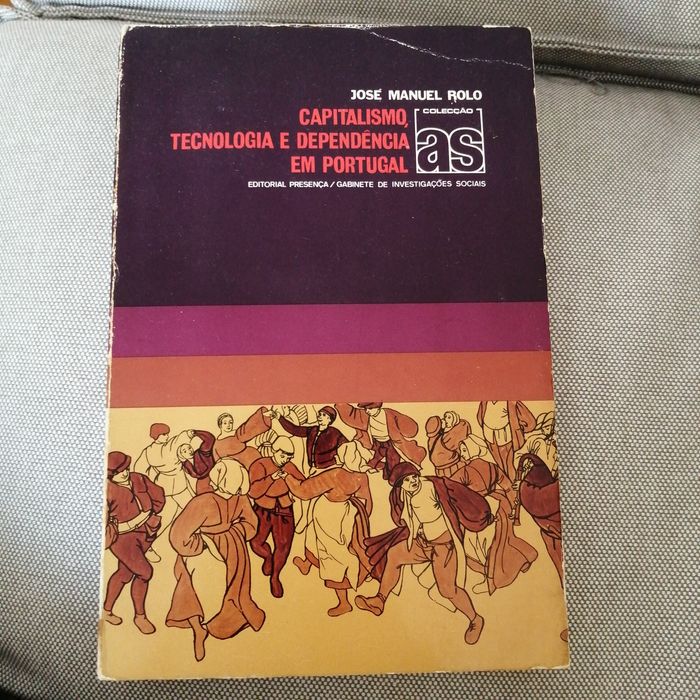 JOSÉ MANUEL ROLO
CAPITALISMO,
TECNOLOGIA E DEPENDÊNCIA
EM PORTUGAL
COLECÇÃO
as
EDITORIAL PRESENÇA / GABINETE DE INVESTIGAÇÕES SOCIAIS